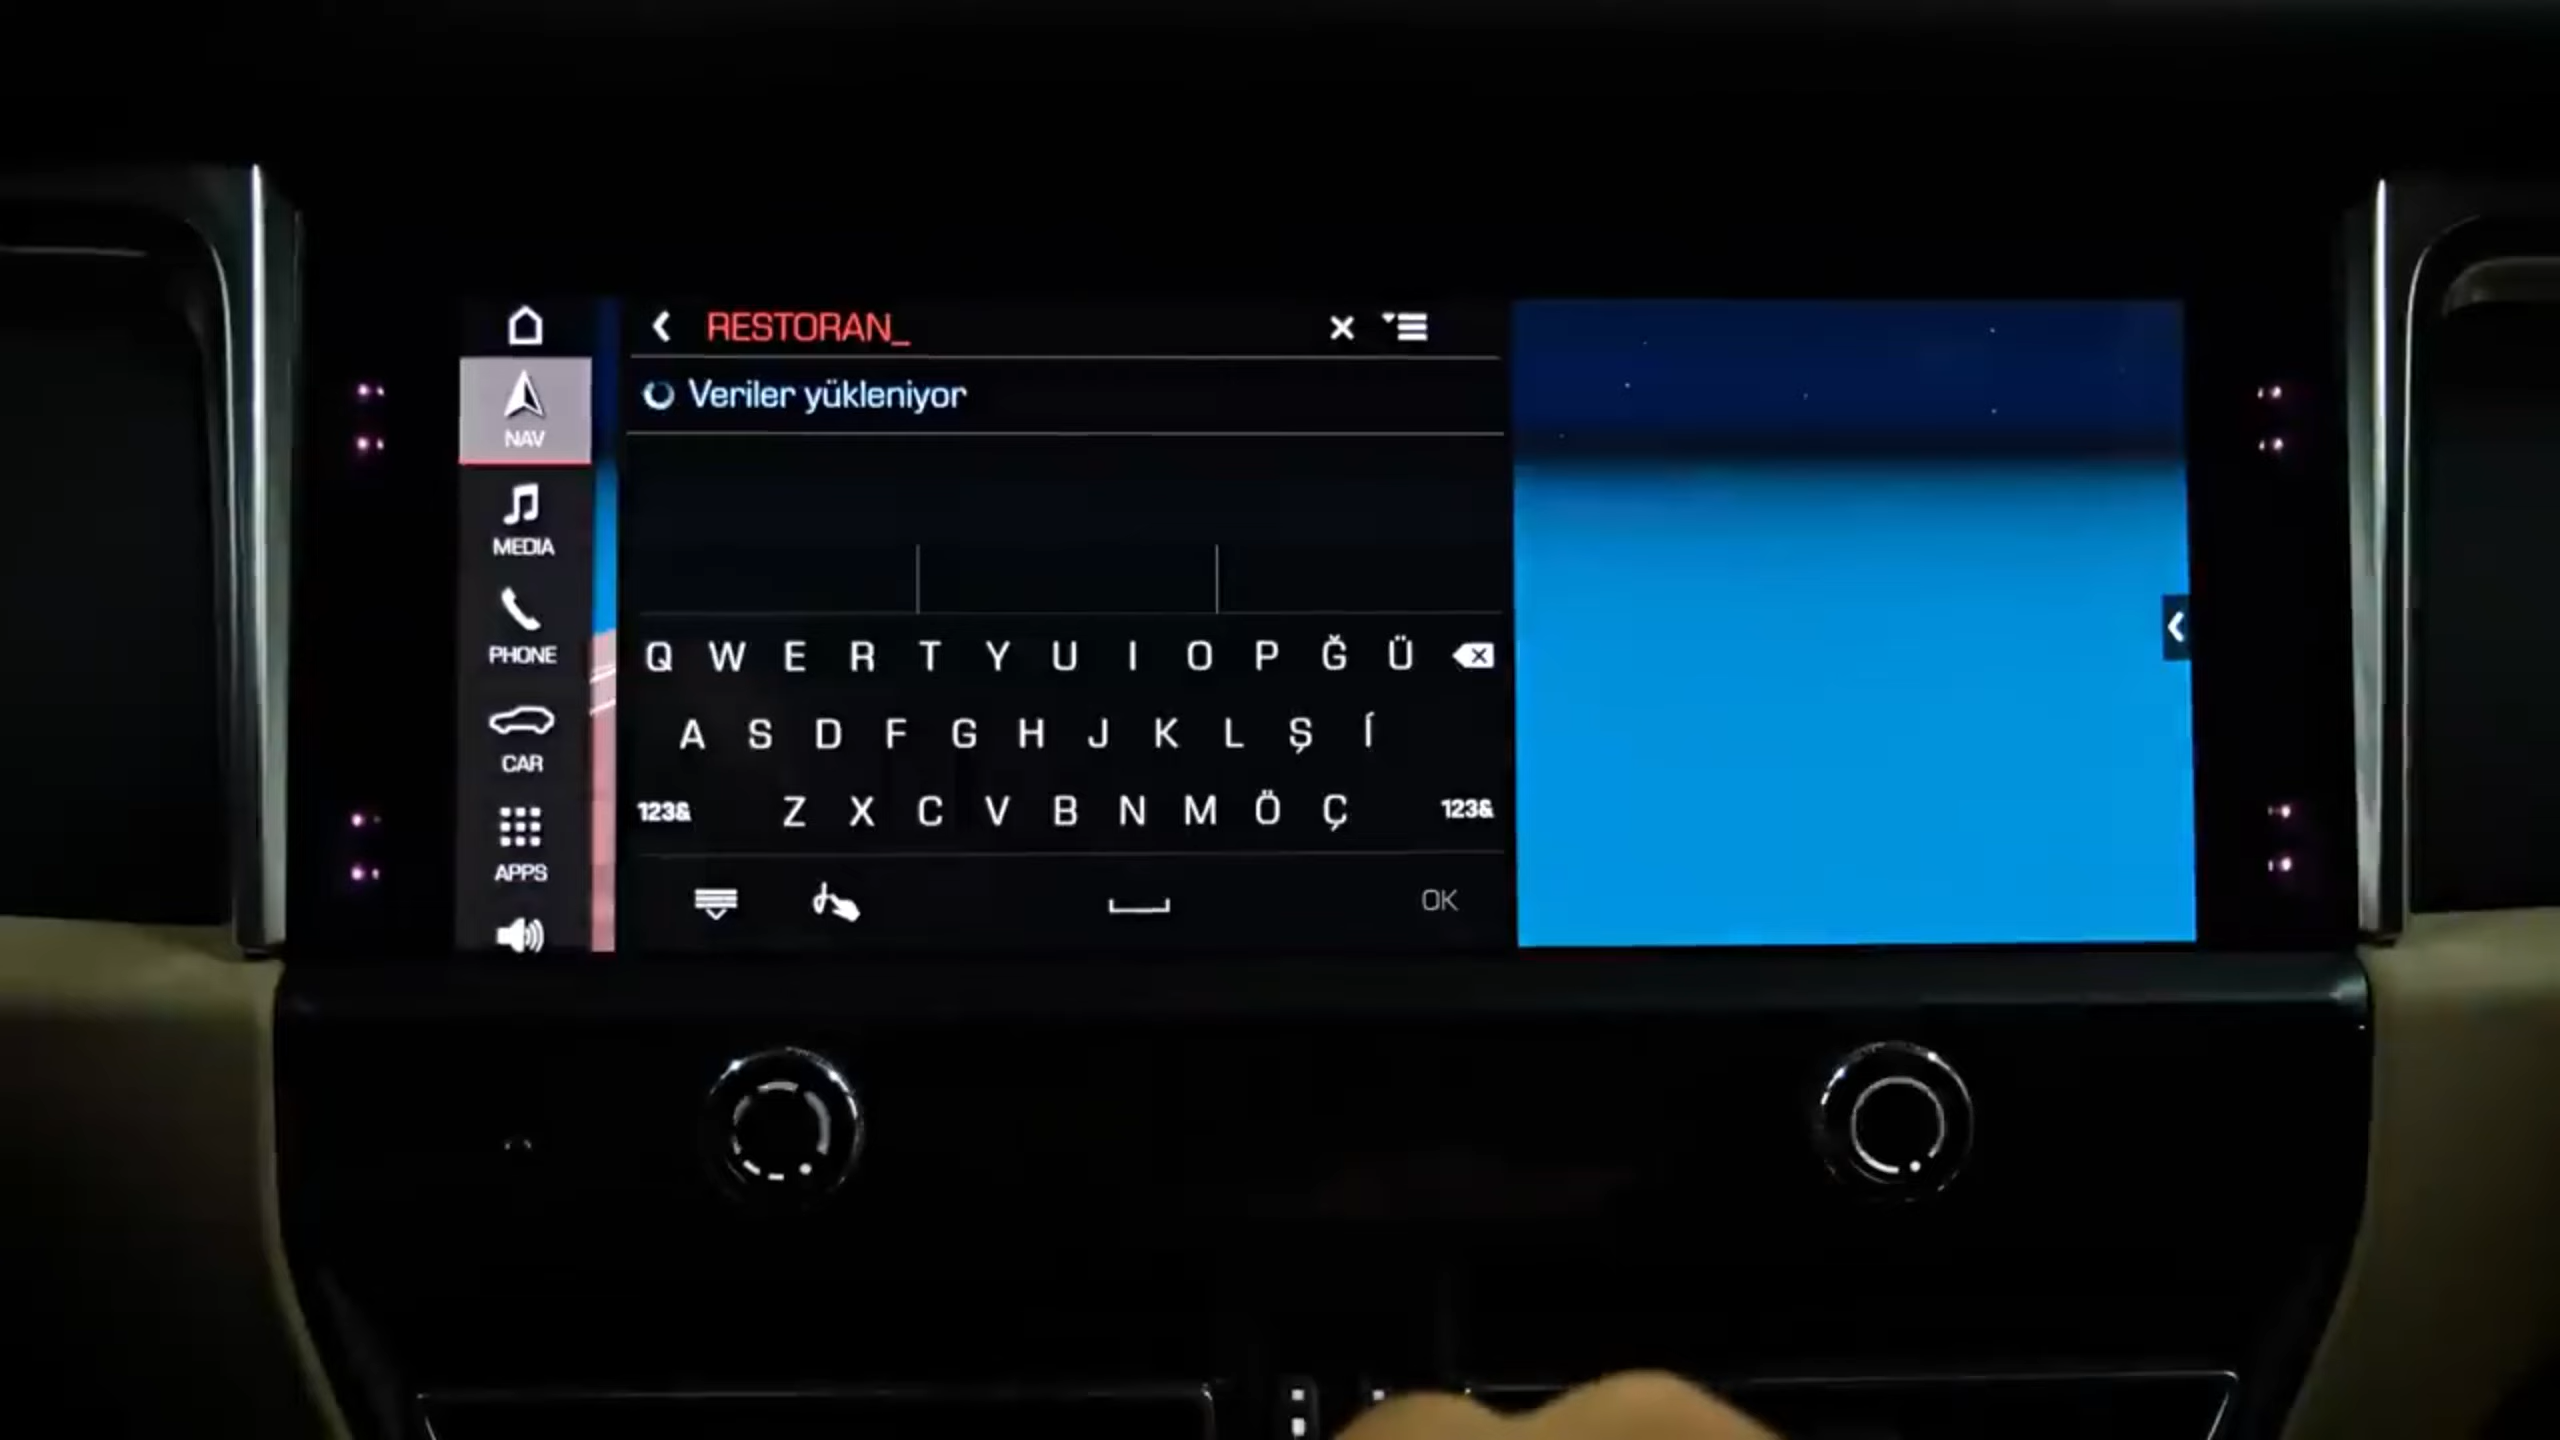 RESTORAN_
Veriler yükleniyor
NAV
MEDIA
PHONE
CAR
APPS
Q W E R T Y U I O P Ğ Ü
A S D F G H J K L Ş İ
123& Z X C V B N M Ö Ç 123&
OK